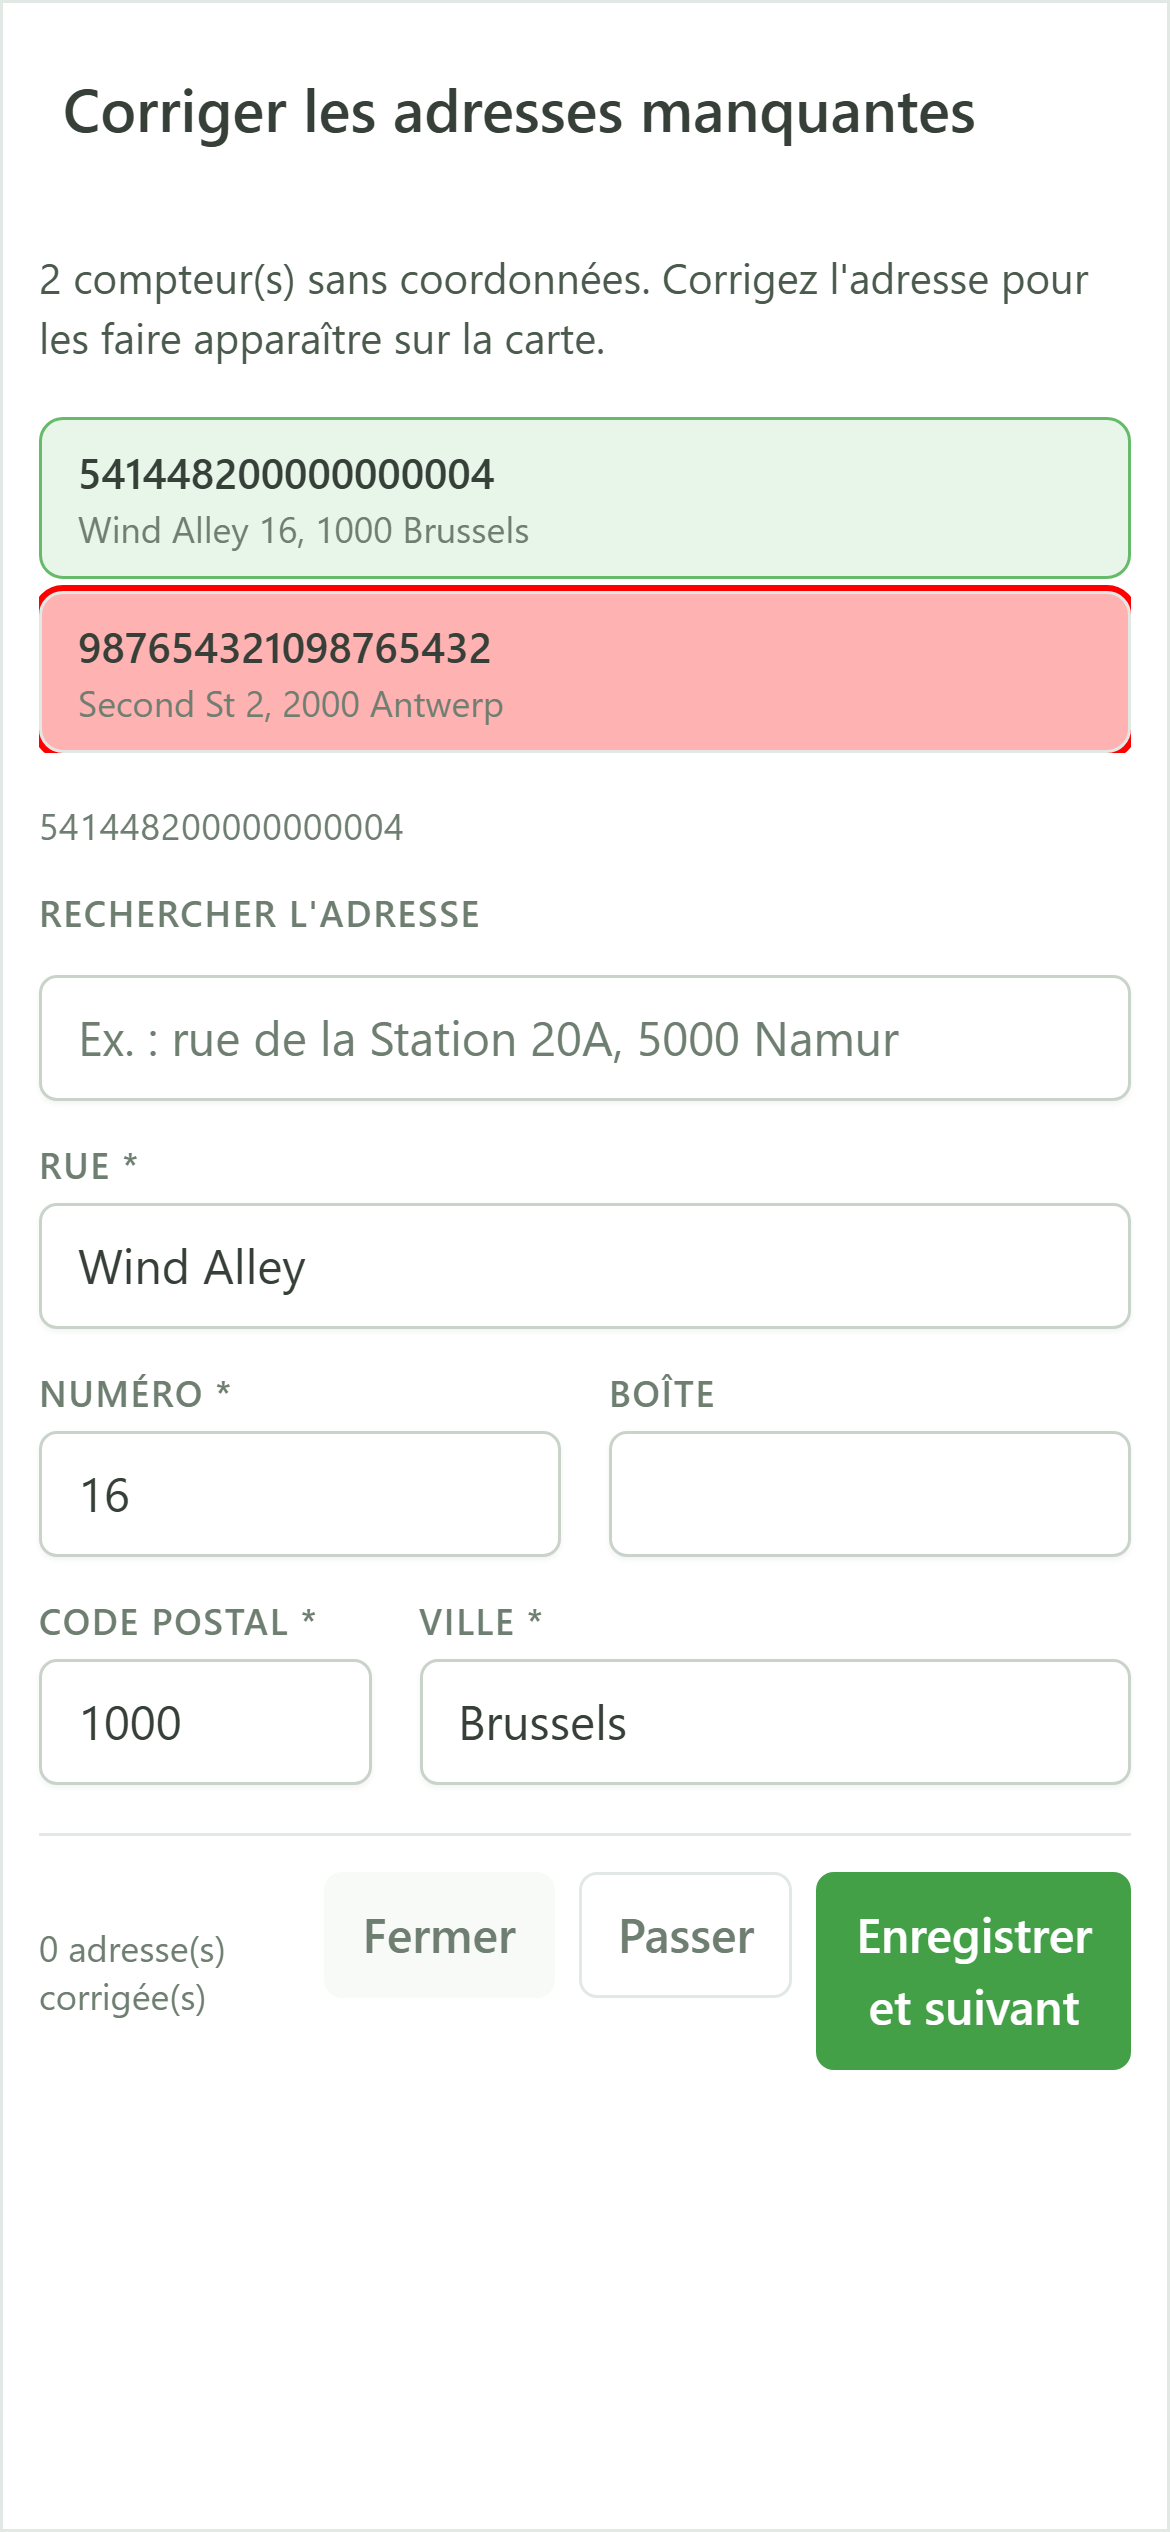 Corriger les adresses manquantes
2 compteur(s) sans coordonnées. Corrigez l'adresse pour
les faire apparaître sur la carte.
541448200000000004
Wind Alley 16, 1000 Brussels
987654321098765432
Second St 2, 2000 Antwerp
541448200000000004
RECHERCHER L'ADRESSE
Ex. : rue de la Station 20A, 5000 Namur
RUE *
Wind Alley
NUMÉRO *
BOÎTE
16
CODE POSTAL *
VILLE *
1000
Brussels
0 adresse(s)
corrigée(s)
Fermer
Passer
Enregistrer
et suivant